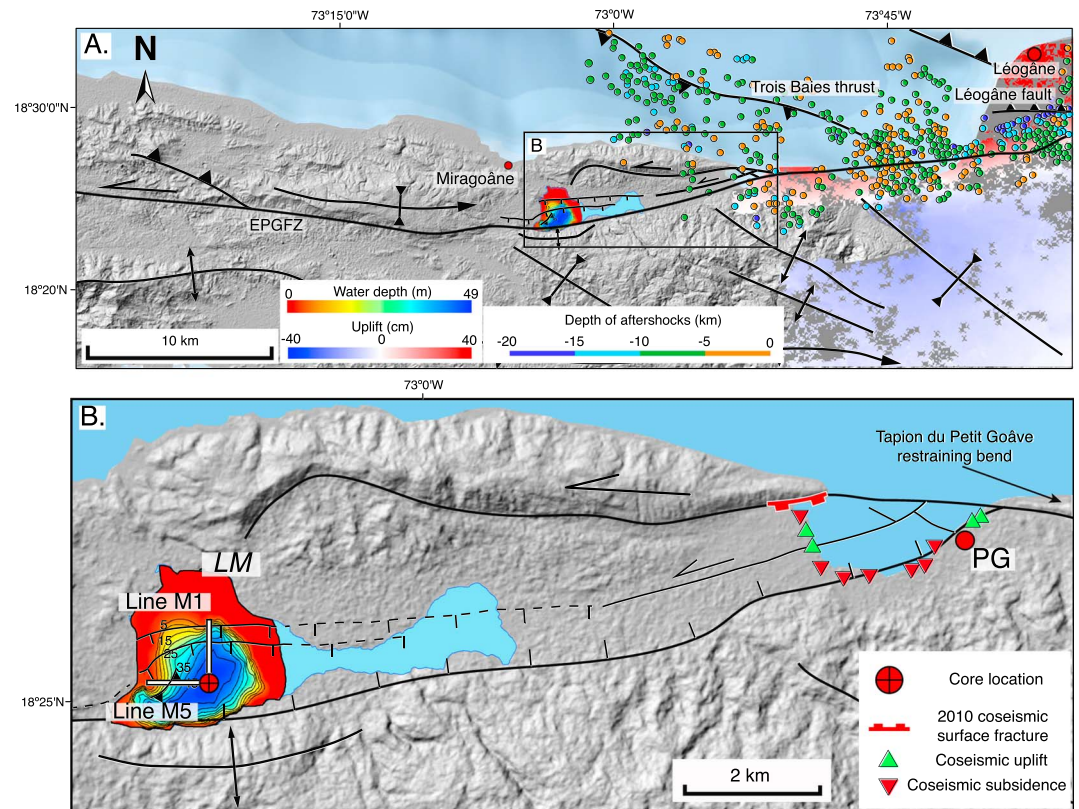 73°15'0"W
73°0'W
73°45'W
A.
N
Léogâne
Trois Baies thrust
Léogâne fault
18°30'0"N
B
Miragoâne
EPGFZ
18°20'N
0 Water depth (m) 49
Uplift (cm)
-40 0 40
10 km
Depth of aftershocks (km)
-20 -15 -10 -5 0
73°0'W
B.
Tapion du Petit Goâve
restraining bend
LM
PG
Line M1
5
15
25
35
Line M5
18°25'N
Core location
2010 coseismic
surface fracture
Coseismic uplift
Coseismic subsidence
2 km